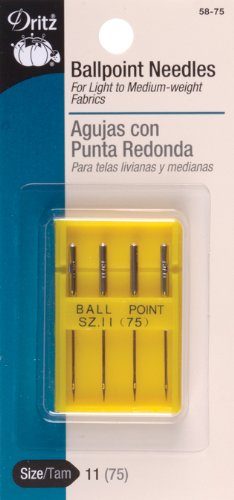 58-75
Dritz
Ballpoint Needles
For Light to Medium-weight
Fabrics
Agujas con
Punta Redonda
Para telas livianas y medianas
BALL POINT
SZ.11 (75)
Size/Tam 11 (75)